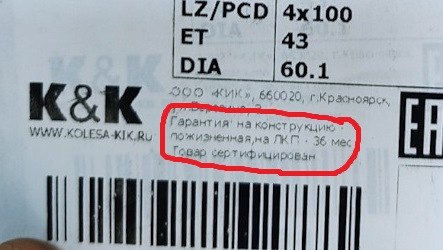 LZ/PCD 4x100
ET 43
DIA 60.1
K&K
WWW.KOLESA-KIK.RU
ООО «КИК», 660020, г.Красноярск,
Гарантия: на конструкцию -
пожизненная,на ЛКП - 36 мес
Товар сертифицирован
EAC